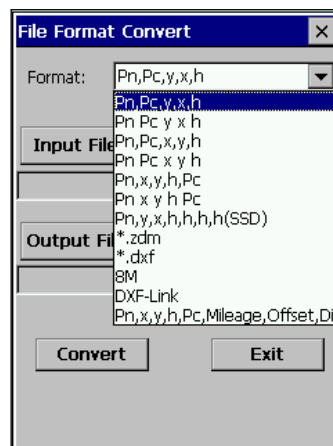 File Format Convert
Format: Pn,Pc,y,x,h
Pn,Pc,y,x,h
Pn Pc y x h
Pn,Pc,x,y,h
Pn Pc x y h
Input File
Pn,x,y,h,Pc
Pn x y h Pc
Pn,y,x,h,h,h,h(SSD)
*.zdm
Output Fi
*.dxf
8M
DXF-Link
Pn,x,y,h,Pc,Mileage,Offset,Di
Convert Exit